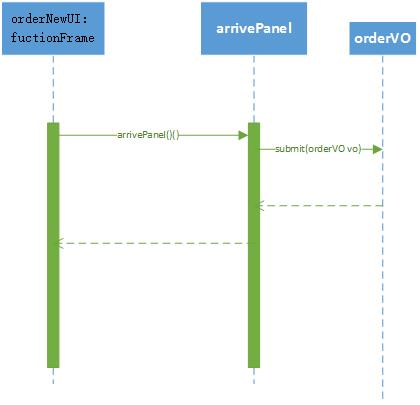 orderNewUI:
fuctionFrame
arrivePanel
orderVO
arrivePanel()()
submit(orderVO vo)